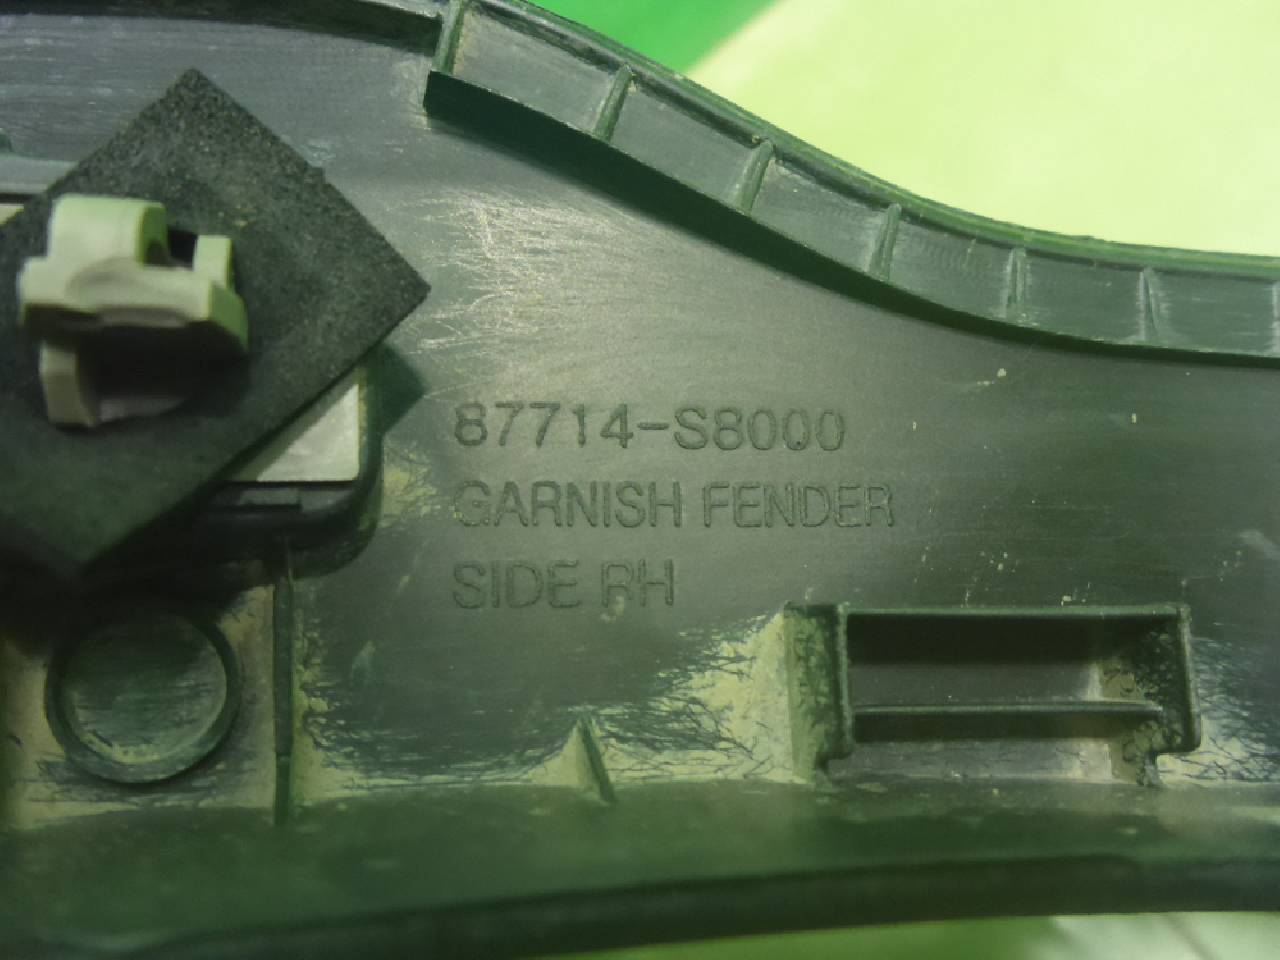 87714-S8000
GARNISH FENDER
SIDE RH